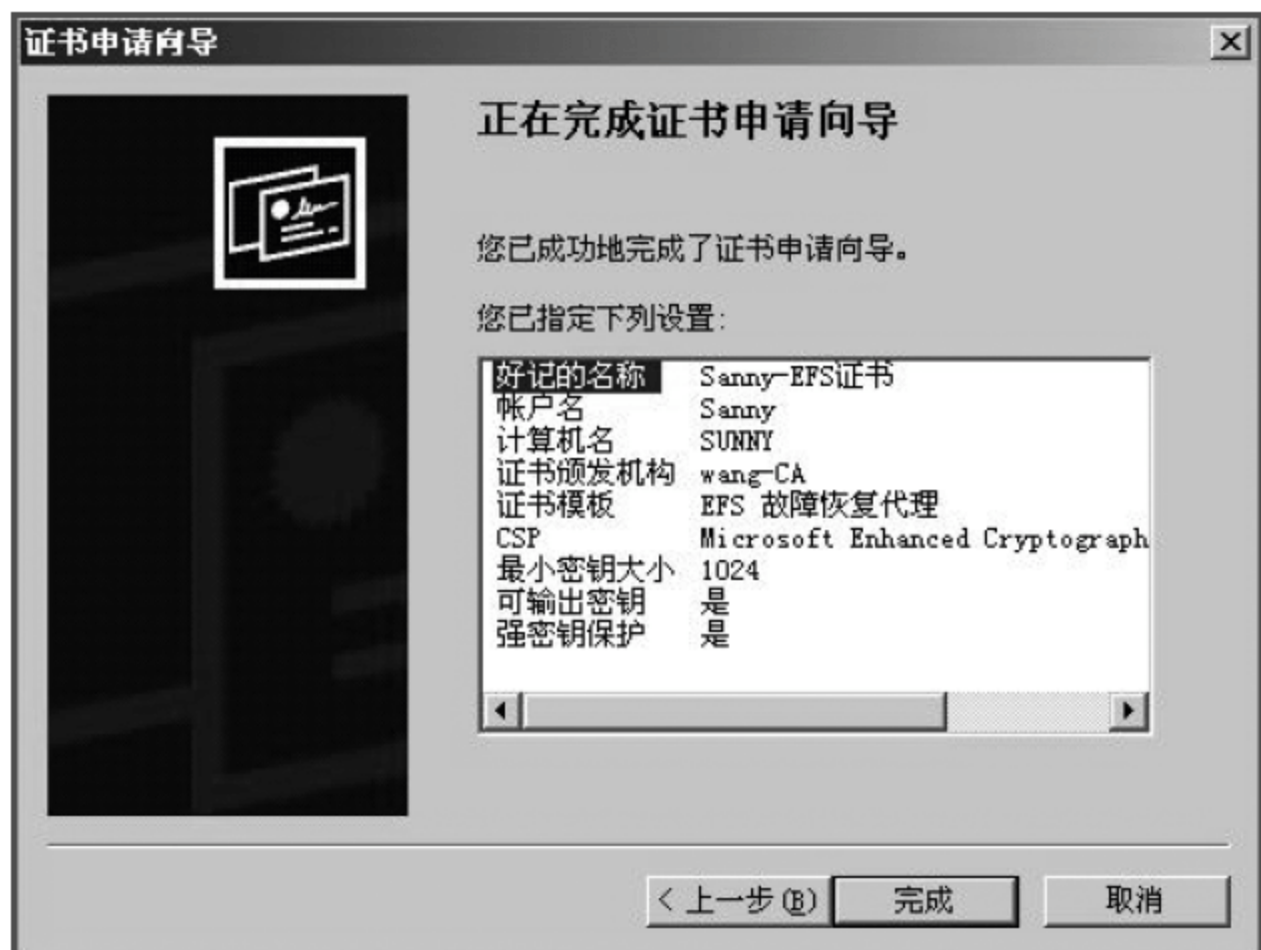 证书申请向导
正在完成证书申请向导
您已成功地完成了证书申请向导。
您已指定下列设置:
好记的名称 Sanny-EFS证书
帐户名 Sanny
计算机名 SUNNY
证书颁发机构 wang-CA
证书模板 EFS 故障恢复代理
CSP Microsoft Enhanced Cryptograph
最小密钥大小 1024
可输出密钥 是
强密钥保护 是
< 上一步(B) 完成 取消